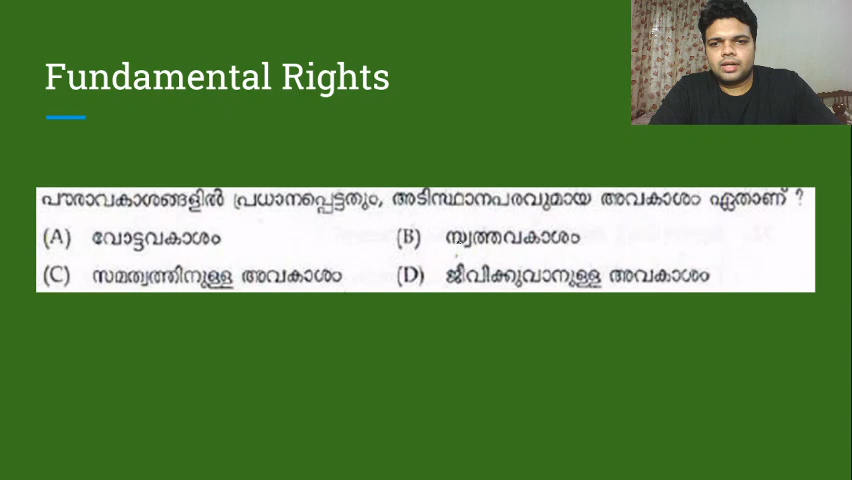 Fundamental Rights
പൗരാവകാശങ്ങളിൽ പ്രധാനപ്പെട്ടതും, അടിസ്ഥാനപരവുമായ അവകാശം ഏതാണ് ?
(A) വോട്ടവകാശം (B) സ്വത്തവകാശം
(C) സമത്വത്തിനുള്ള അവകാശം (D) ജീവിക്കുവാനുള്ള അവകാശം